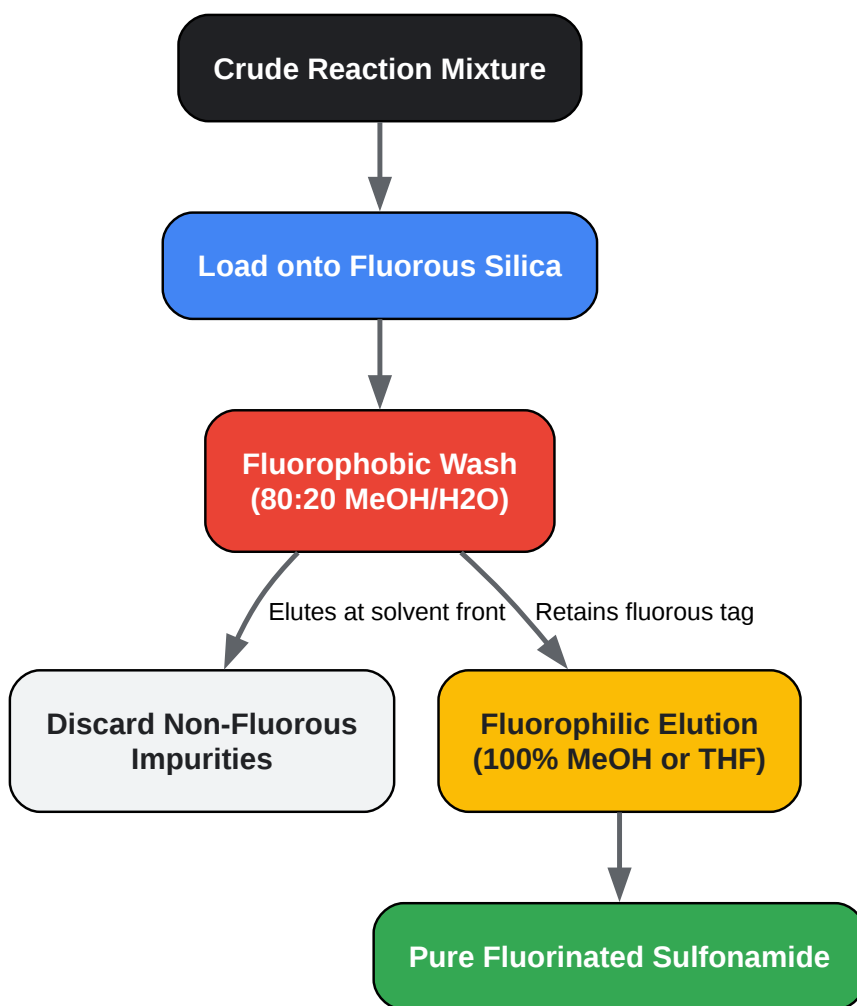 Crude Reaction Mixture
Load onto Fluorous Silica
Fluorophobic Wash
(80:20 MeOH/H2O)
Elutes at solvent front
Retains fluorous tag
Discard Non-Fluorous
Impurities
Fluorophilic Elution
(100% MeOH or THF)
Pure Fluorinated Sulfonamide